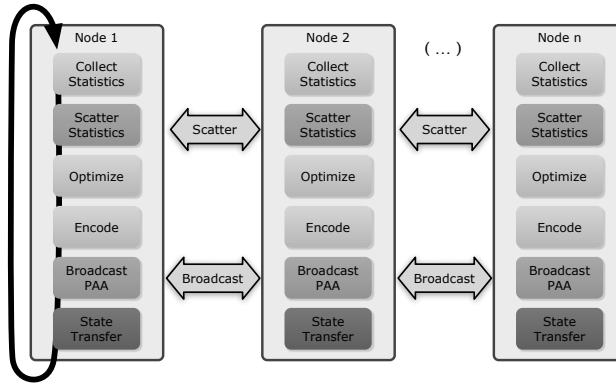 Node 1
Collect
Statistics
Scatter
Statistics
Optimize
Encode
Broadcast
PAA
State
Transfer
Scatter
Broadcast
Node 2
Collect
Statistics
Scatter
Statistics
Optimize
Encode
Broadcast
PAA
State
Transfer
(...)
Scatter
Broadcast
Node n
Collect
Statistics
Scatter
Statistics
Optimize
Encode
Broadcast
PAA
State
Transfer